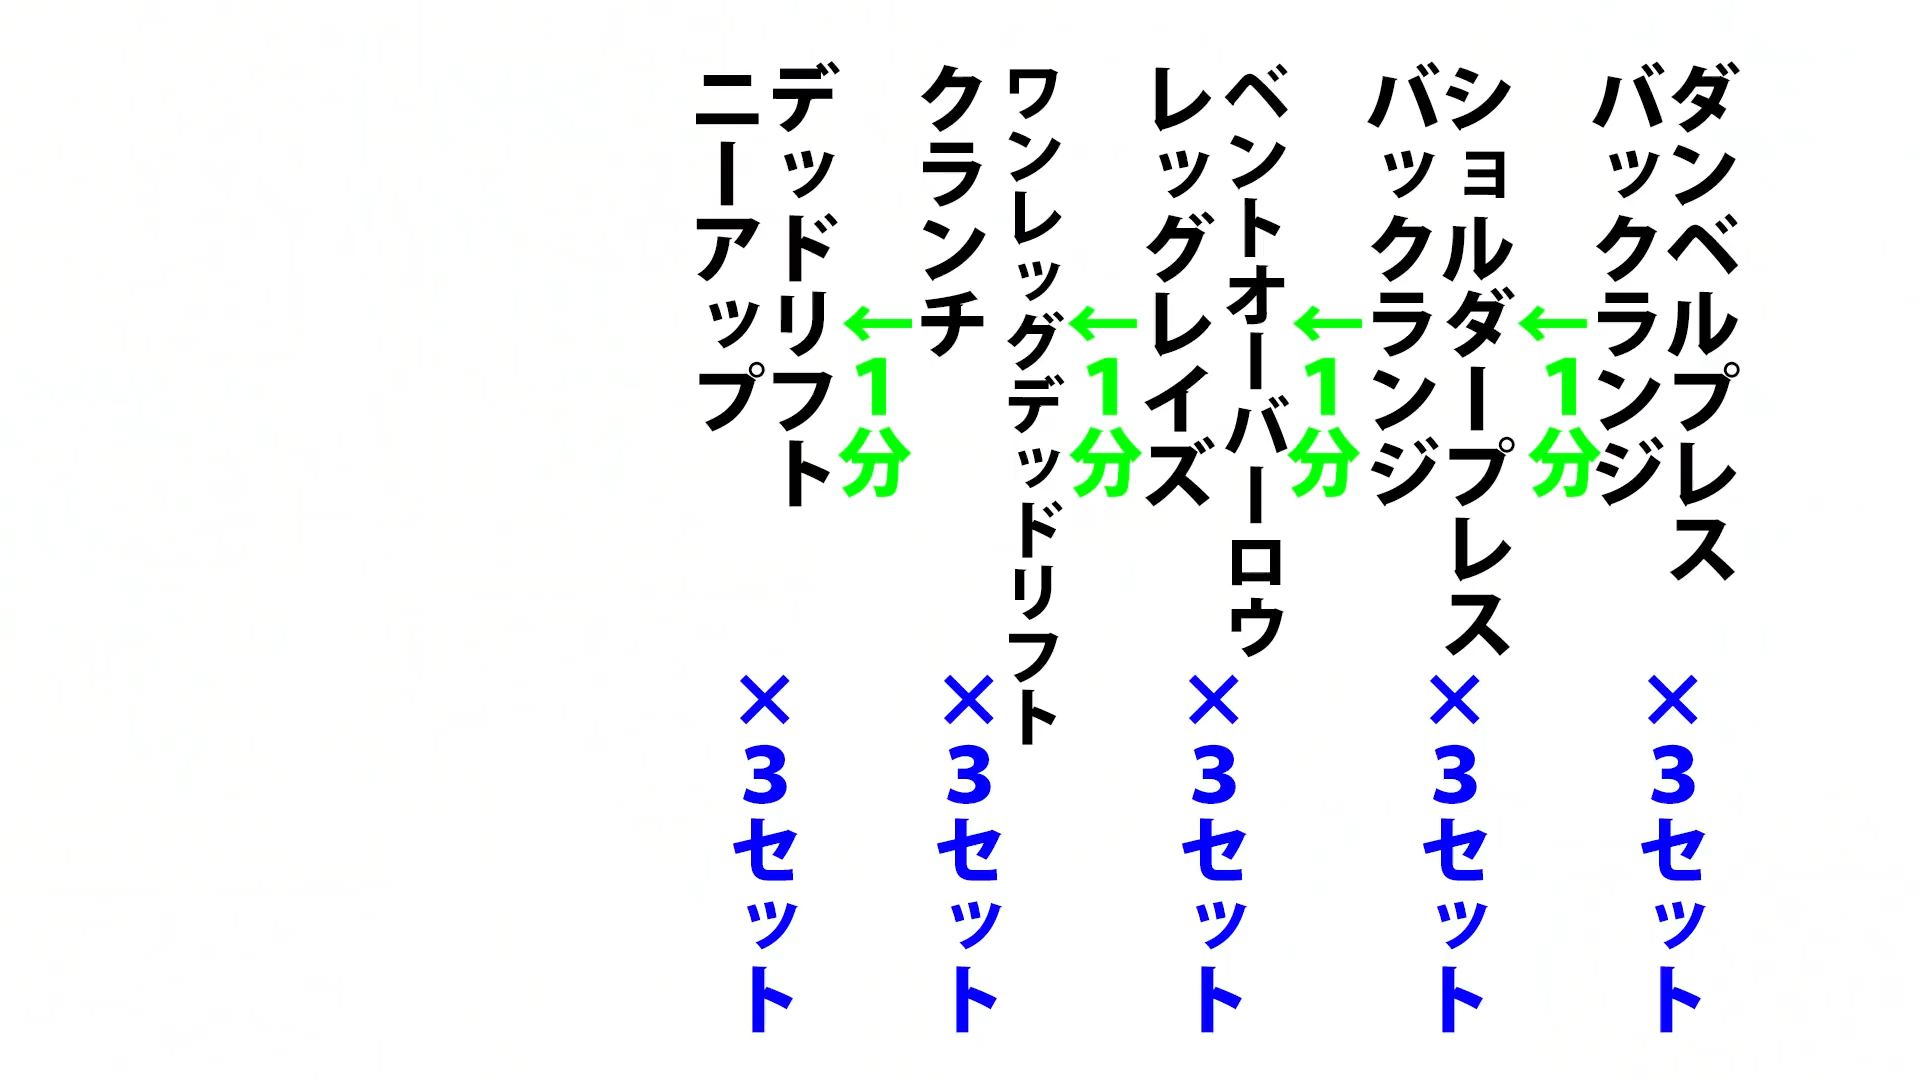 ダンベルプレス
バックランジ
×3セット
←1分
ショルダープレス
バックランジ
×3セット
←1分
ベントオーバーロウ
レッグレイズ
×3セット
←1分
ワンレッグデッドリフト
クランチ
×3セット
←1分
デッドリフト
ニーアップ
×3セット